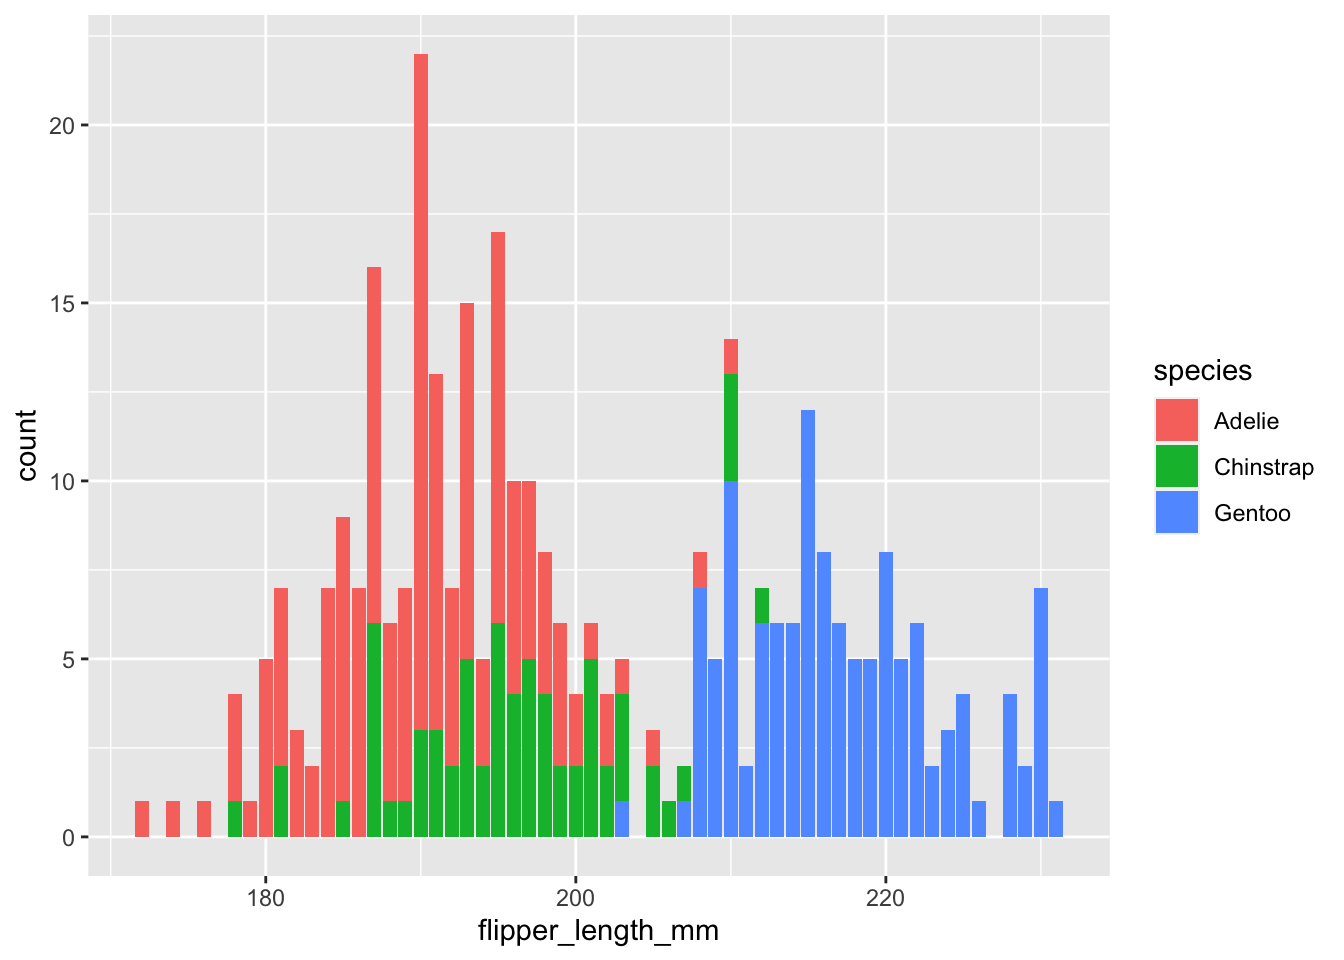 20
15
10
5
0
count
180 200 220
flipper_length_mm
species
Adelie
Chinstrap
Gentoo